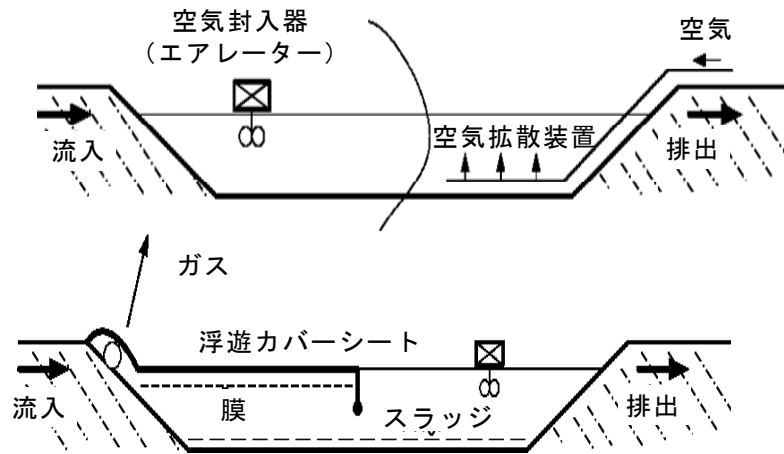 空気封入器
（エアレーター）
空気
流入
空気拡散装置
排出
ガス
浮遊カバーシート
流入
膜
スラッジ
排出